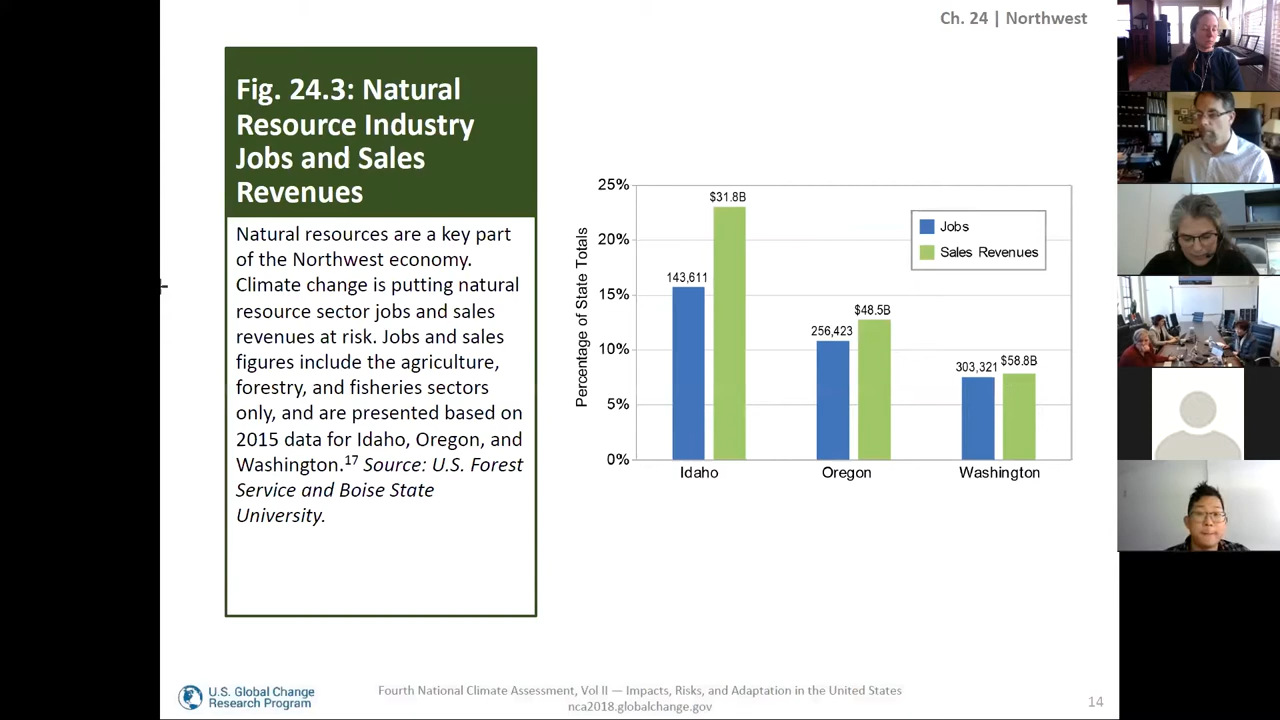 Ch. 24 | Northwest
Fig. 24.3: Natural
Resource Industry
Jobs and Sales
Revenues
Natural resources are a key part
of the Northwest economy.
Climate change is putting natural
resource sector jobs and sales
revenues at risk. Jobs and sales
figures include the agriculture,
forestry, and fisheries sectors
only, and are presented based on
2015 data for Idaho, Oregon, and
Washington.¹⁷ Source: U.S. Forest
Service and Boise State
University.
Percentage of State Totals
25%
20%
15%
10%
5%
0%
$31.8B
143,611
$48.5B
256,423
303,321
$58.8B
Jobs
Sales Revenues
Idaho
Oregon
Washington
U.S. Global Change
Research Program
Fourth National Climate Assessment, Vol II — Impacts, Risks, and Adaptation in the United States
nca2018.globalchange.gov
14